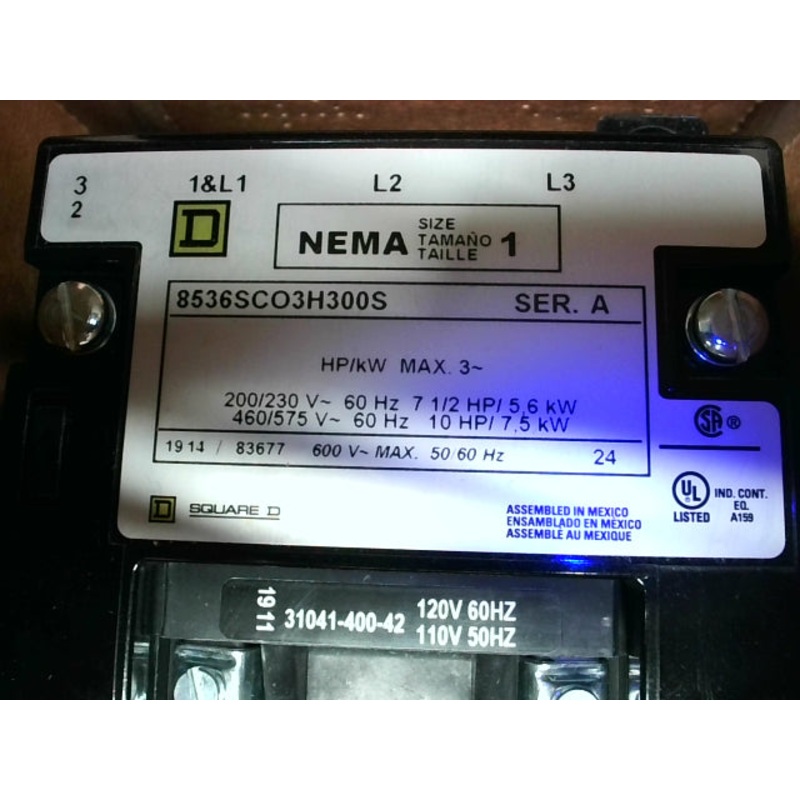 3 1&L1 L2 L3
2
D
NEMA SIZE 1
TAMAÑO
TAILLE
8536SCO3H300S SER. A
HP/kW MAX. 3~
200/230 V~ 60 Hz 7 1/2 HP/ 5,6 kW
460/575 V~ 60 Hz 10 HP/ 7,5 kW
1914 / 83677 600 V~ MAX. 50/60 Hz 24
SA ®
D SQUARE D
ASSEMBLED IN MEXICO
ENSAMBLADO EN MÉXICO
ASSEMBLÉ AU MEXIQUE
UL
LISTED
IND. CONT.
EQ.
A159
1911 31041-400-42 120V 60HZ
110V 50HZ